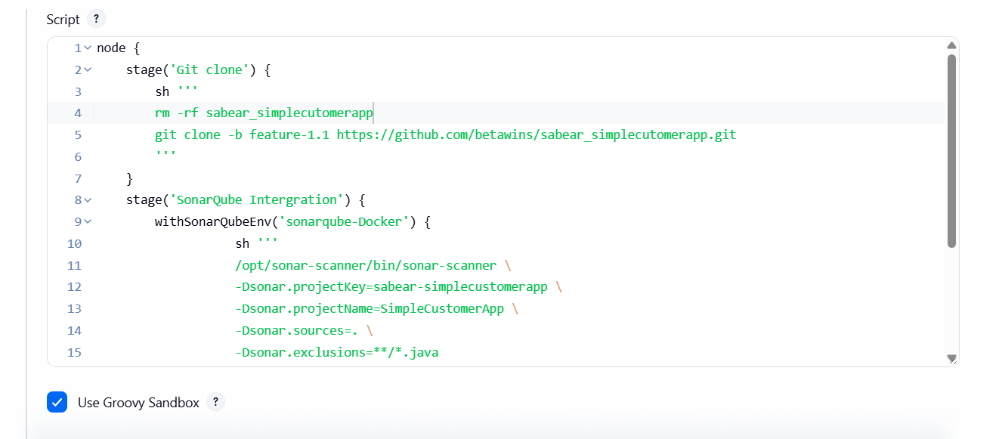 Script ?
1 node {
2 stage('Git clone') {
3 sh '''
4 rm -rf sabear_simplecutomerapp
5 git clone -b feature-1.1 https://github.com/betawins/sabear_simplecutomerapp.git
6 '''
7 }
8 stage('SonarQube Intergration') {
9 withSonarQubeEnv('sonarqube-Docker') {
10 sh '''
11 /opt/sonar-scanner/bin/sonar-scanner \
12 -Dsonar.projectKey=sabear-simplecustomerapp \
13 -Dsonar.projectName=SimpleCustomerApp \
14 -Dsonar.sources=. \
15 -Dsonar.exclusions=**/*.java
Use Groovy Sandbox ?